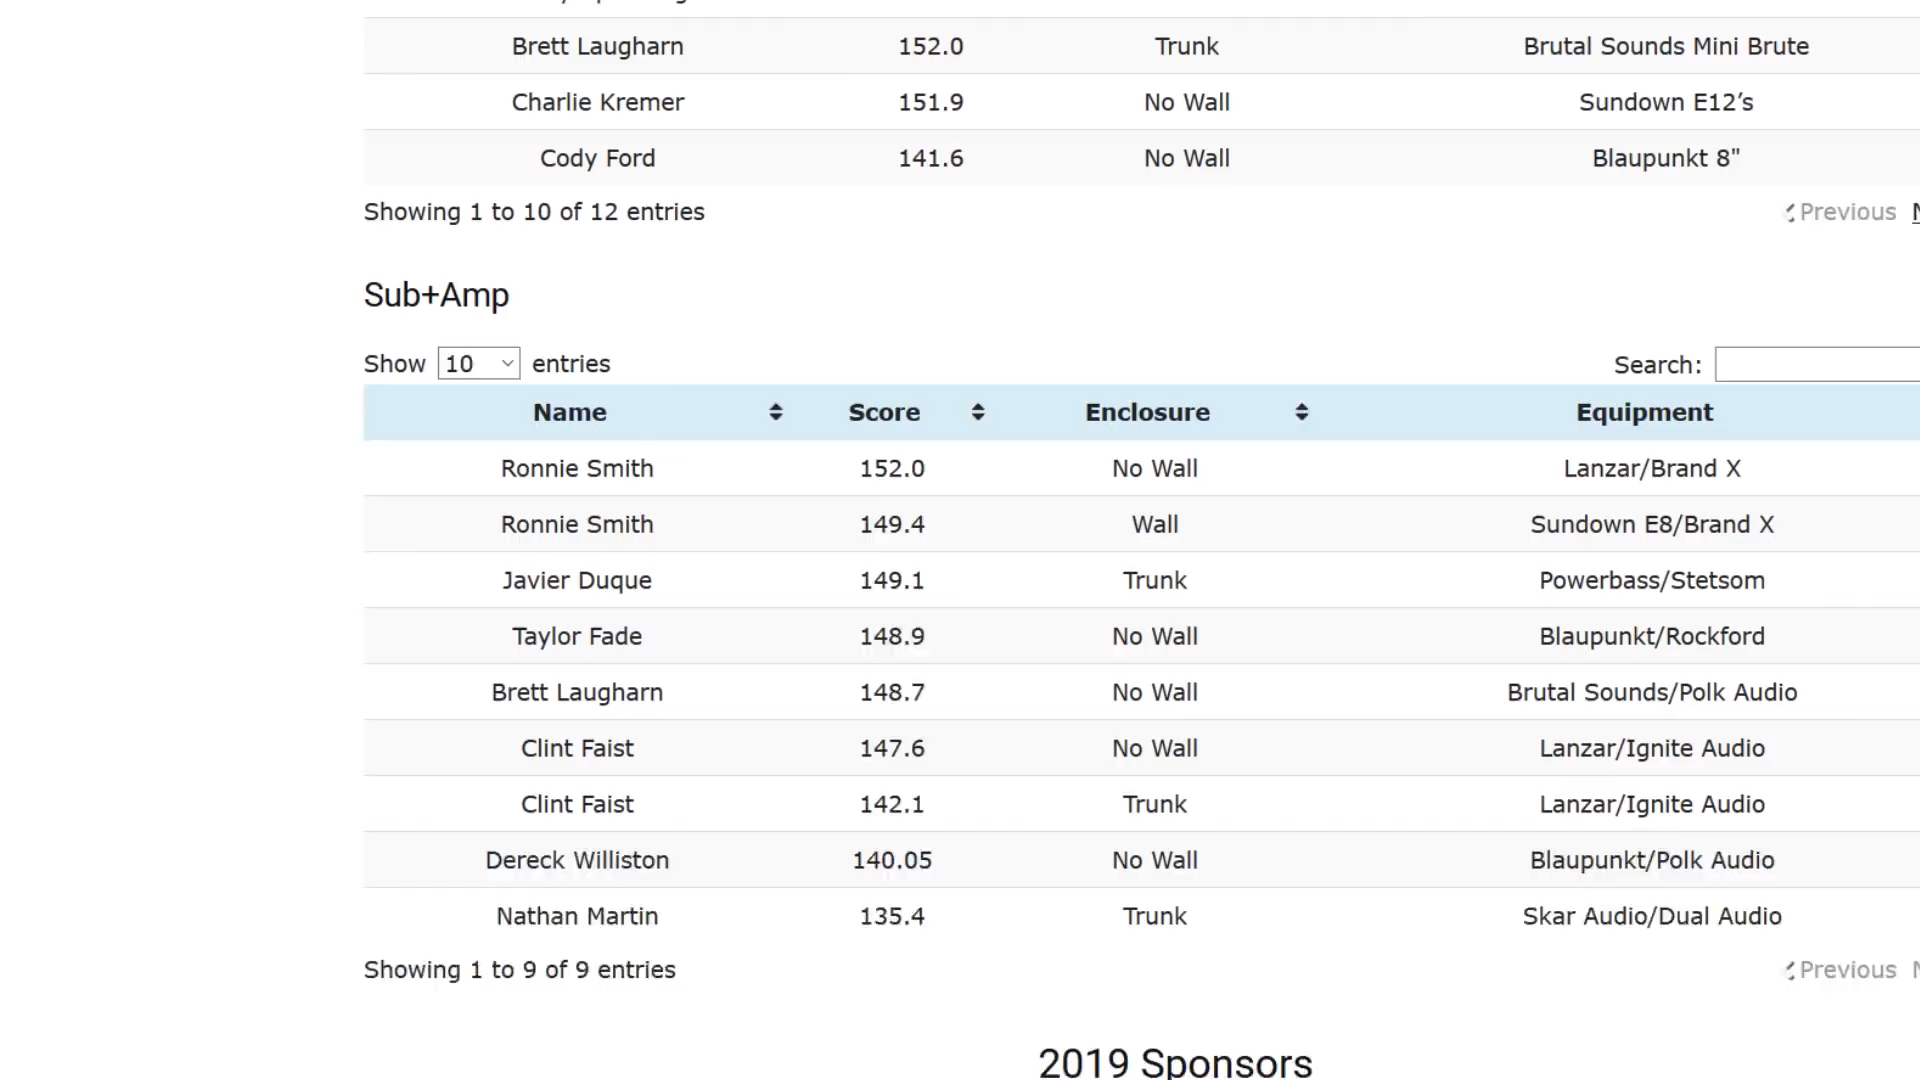 Brett Laugharn 152.0 Trunk Brutal Sounds Mini Brute
Charlie Kremer 151.9 No Wall Sundown E12’s
Cody Ford 141.6 No Wall Blaupunkt 8"
Showing 1 to 10 of 12 entries Previous
Sub+Amp
Show 10 entries Search:
Name Score Enclosure Equipment
Ronnie Smith 152.0 No Wall Lanzar/Brand X
Ronnie Smith 149.4 Wall Sundown E8/Brand X
Javier Duque 149.1 Trunk Powerbass/Stetsom
Taylor Fade 148.9 No Wall Blaupunkt/Rockford
Brett Laugharn 148.7 No Wall Brutal Sounds/Polk Audio
Clint Faist 147.6 No Wall Lanzar/Ignite Audio
Clint Faist 142.1 Trunk Lanzar/Ignite Audio
Dereck Williston 140.05 No Wall Blaupunkt/Polk Audio
Nathan Martin 135.4 Trunk Skar Audio/Dual Audio
Showing 1 to 9 of 9 entries Previous
2019 Sponsors